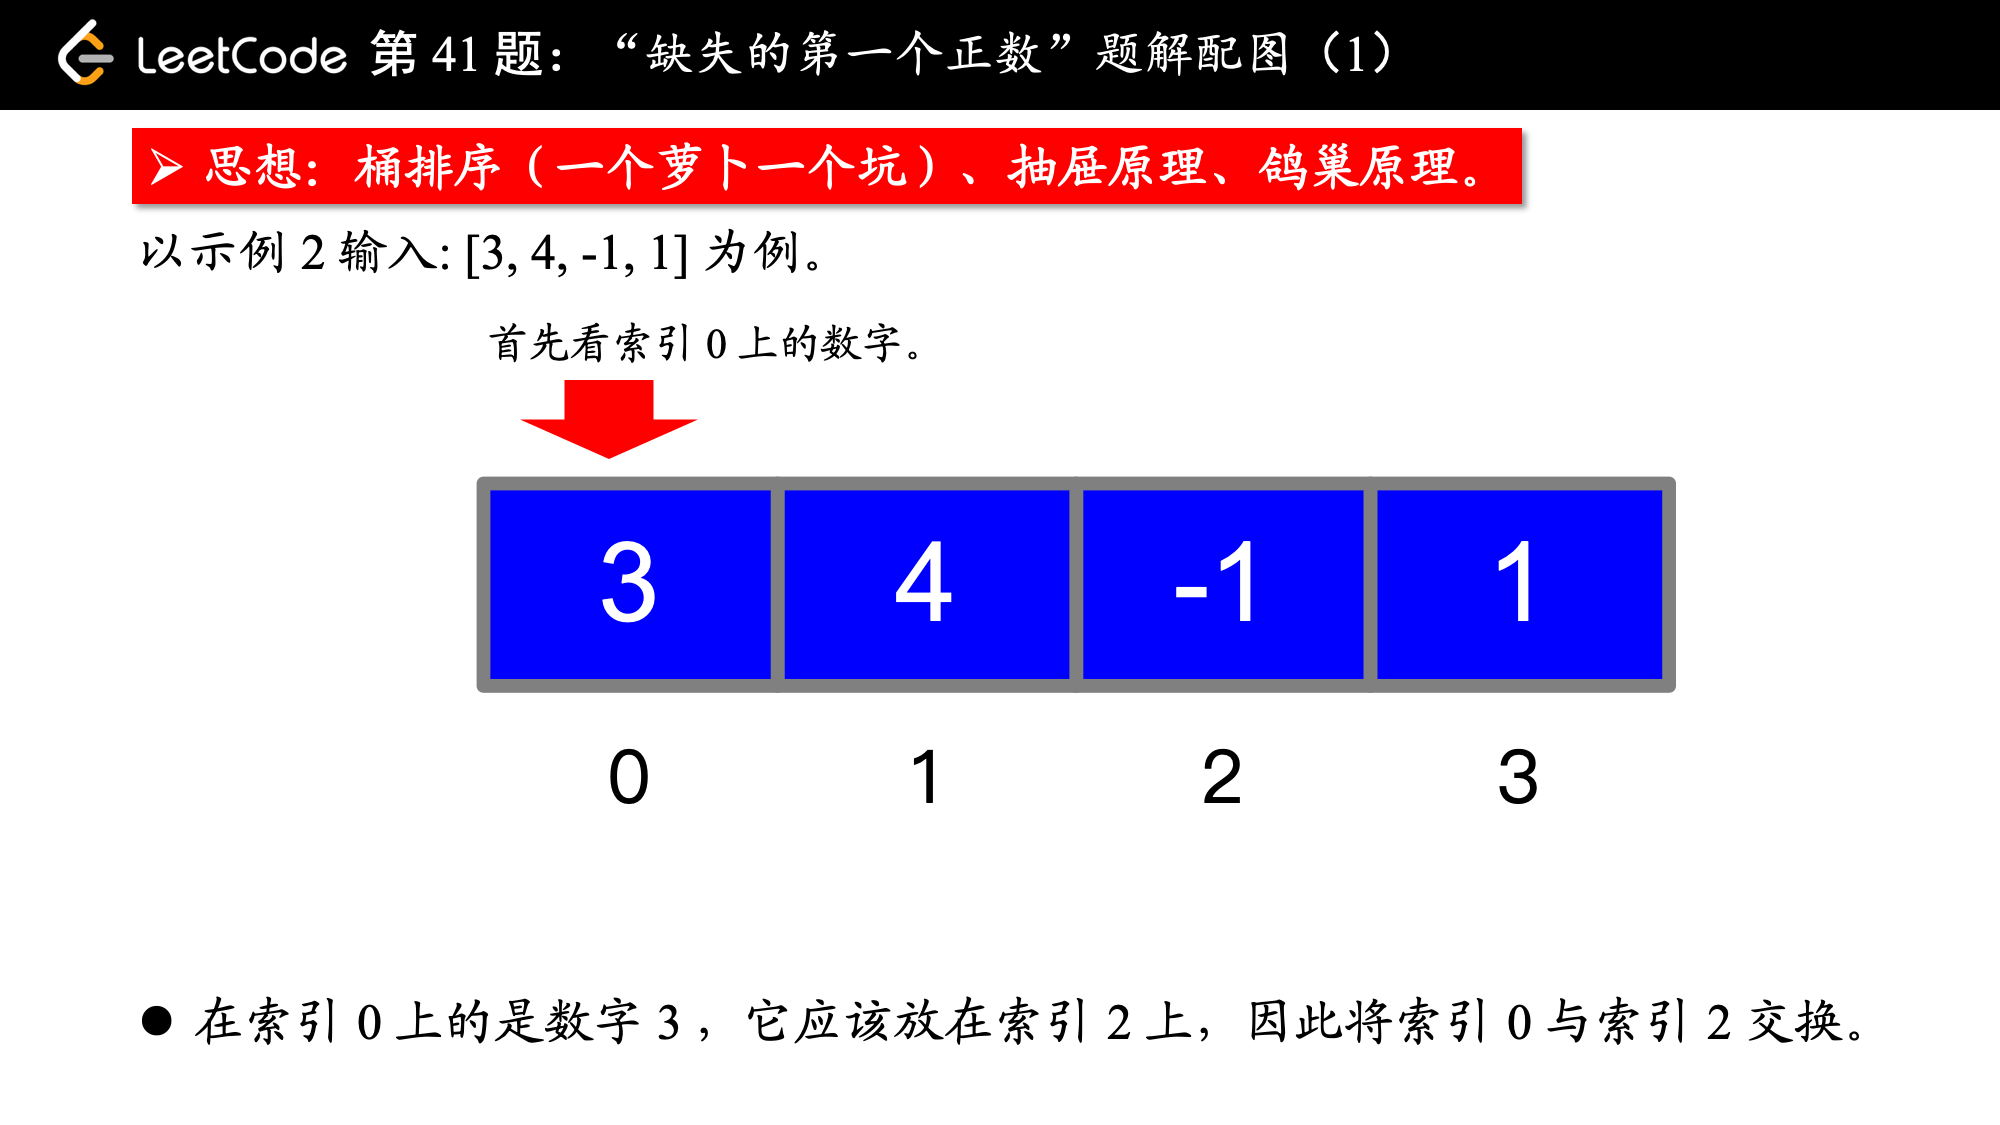 LeetCode 第 41 题：“缺失的第一个正数”题解配图（1）
➢ 思想：桶排序（一个萝卜一个坑）、抽屉原理、鸽巢原理。
以示例 2 输入: [3, 4, -1, 1] 为例。
首先看索引 0 上的数字。
3 4 -1 1
0 1 2 3
● 在索引 0 上的是数字 3 ，它应该放在索引 2 上，因此将索引 0 与索引 2 交换。